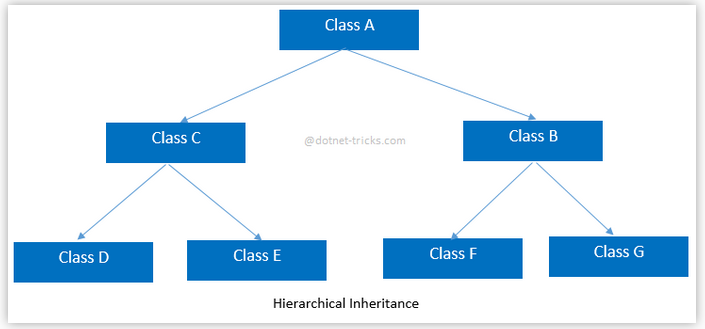 Class A
Class C
Class B
@dotnet-tricks.com
Class D
Class E
Class F
Class G
Hierarchical Inheritance